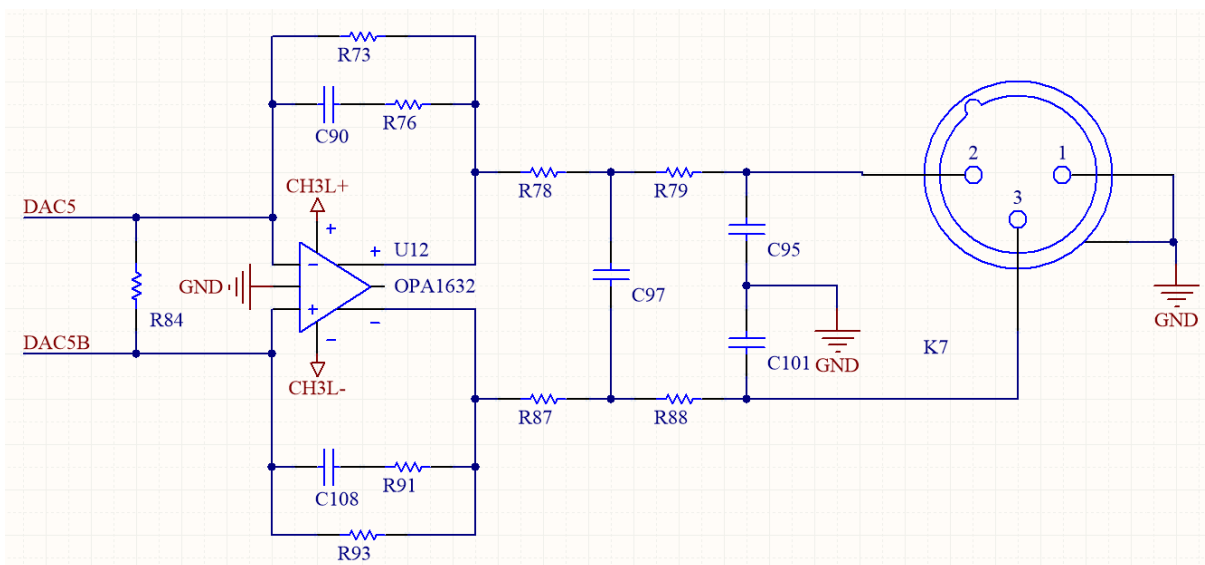 R73
C90
R76
CH3L+
DAC5
+
U12
+
−
GND
OPA1632
+
−
−
R84
DAC5B
CH3L-
R78
R79
C97
C95
C101
GND
R87
R88
C108
R91
R93
2
1
3
K7
GND